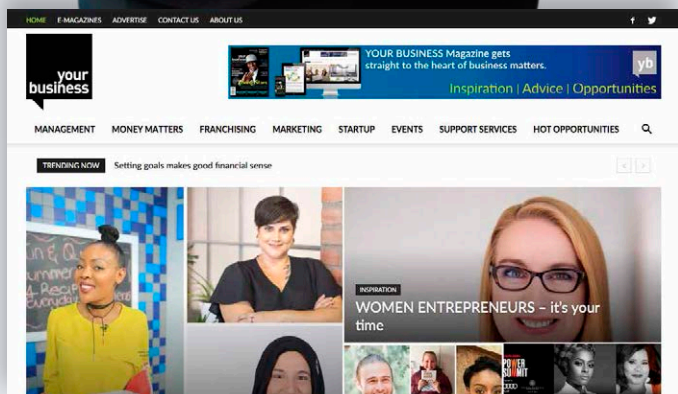 HOME E-MAGAZINES ADVERTISE CONTACT US ABOUT US
your
business
YOUR BUSINESS Magazine gets
straight to the heart of business matters.
yb
Inspiration | Advice | Opportunities
MANAGEMENT MONEY MATTERS FRANCHISING MARKETING STARTUP EVENTS SUPPORT SERVICES HOT OPPORTUNITIES
TRENDING NOW Setting goals makes good financial sense
INSPIRATION
WOMEN ENTREPRENEURS – it's your
time
POWER
SUMMIT